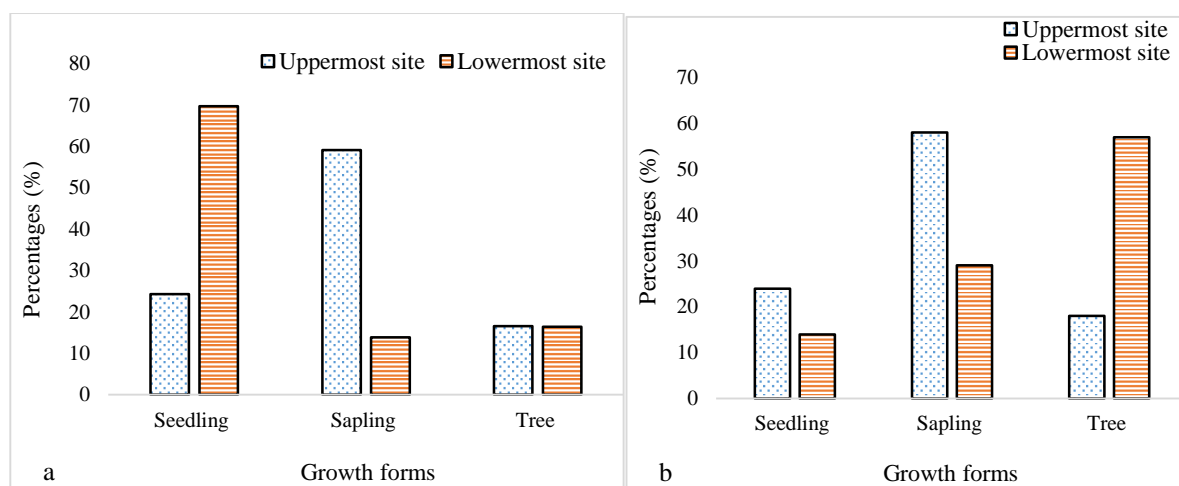 Uppermost site Lowermost site
Percentages (%)
80
70
60
50
40
30
20
10
0
Seedling Sapling Tree
a Growth forms
Uppermost site
Lowermost site
Percentages (%)
70
60
50
40
30
20
10
0
Seedling Sapling Tree
b Growth forms